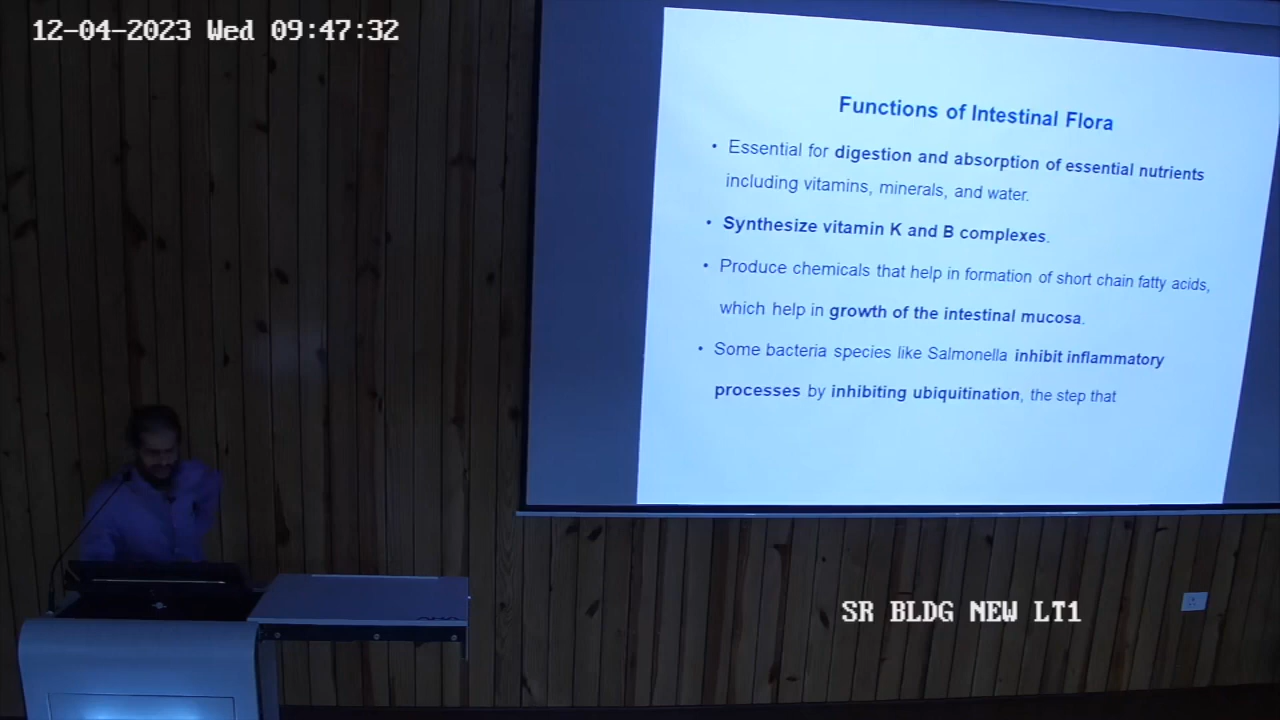 12-04-2023 Wed 09:47:32
Functions of Intestinal Flora
• Essential for digestion and absorption of essential nutrients
including vitamins, minerals, and water.
• Synthesize vitamin K and B complexes.
• Produce chemicals that help in formation of short chain fatty acids,
which help in growth of the intestinal mucosa.
• Some bacteria species like Salmonella inhibit inflammatory
processes by inhibiting ubiquitination, the step that
SR BLDG NEW LT1